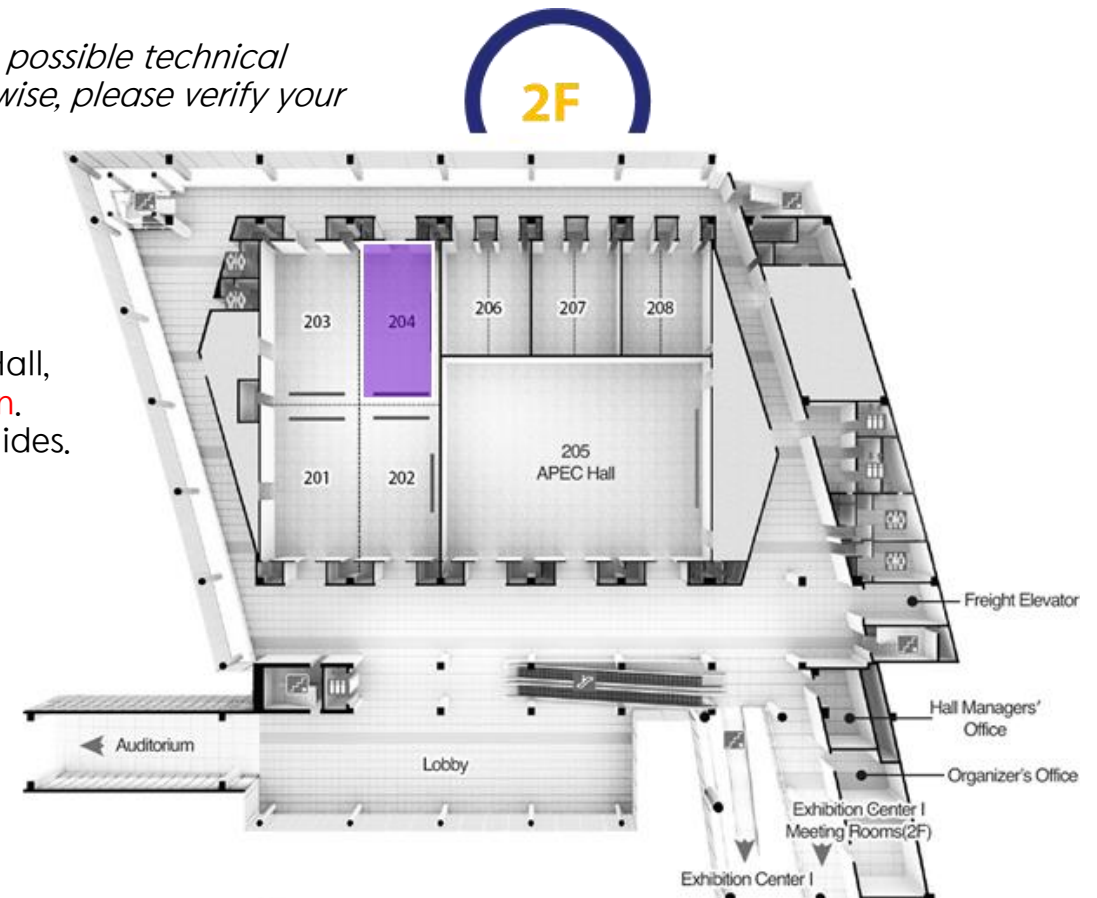 possible technical
wise, please verify your
2F
Hall,
n.
ides.
203
204
206
207
208
201
202
205
APEC Hall
Freight Elevator
Hall Managers'
Office
Organizer's Office
Auditorium
Lobby
Exhibition Center I
Meeting Rooms(2F)
Exhibition Center I